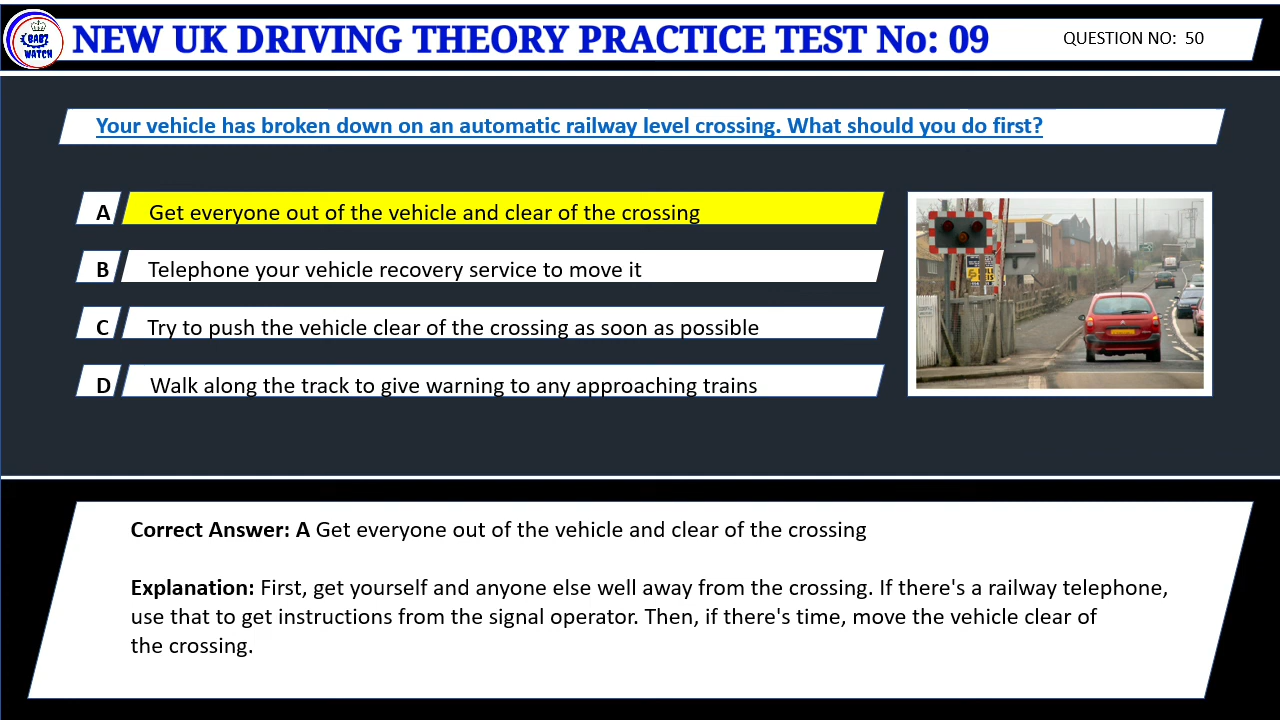 BABZ
WATCH
NEW UK DRIVING THEORY PRACTICE TEST No: 09
QUESTION NO: 50
Your vehicle has broken down on an automatic railway level crossing. What should you do first?
A Get everyone out of the vehicle and clear of the crossing
B Telephone your vehicle recovery service to move it
C Try to push the vehicle clear of the crossing as soon as possible
D Walk along the track to give warning to any approaching trains
Correct Answer: A Get everyone out of the vehicle and clear of the crossing
Explanation: First, get yourself and anyone else well away from the crossing. If there's a railway telephone,
use that to get instructions from the signal operator. Then, if there's time, move the vehicle clear of
the crossing.